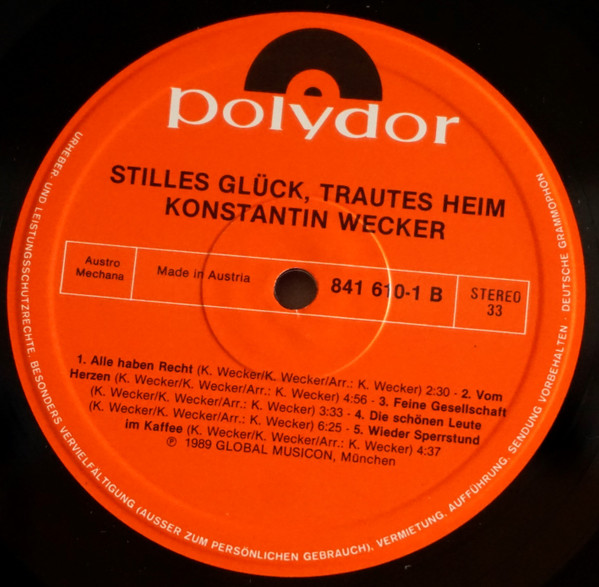 polydor
STILLES GLÜCK, TRAUTES HEIM
KONSTANTIN WECKER
Austro
Mechana
Made in Austria
841 610-1 B
STEREO
33
1. Alle haben Recht (K. Wecker/K. Wecker/Arr.: K. Wecker) 2:30 - 2. Vom
Herzen (K. Wecker/K. Wecker/Arr.: K. Wecker) 4:56 - 3. Feine Gesellschaft
(K. Wecker/K. Wecker/Arr.: K. Wecker) 3:33 - 4. Die schönen Leute
(K. Wecker/K. Wecker/Arr.: K. Wecker) 6:25 - 5. Wieder Sperrstund
im Kaffee (K. Wecker/K. Wecker/Arr.: K. Wecker) 4:37
℗ 1989 GLOBAL MUSICON, München
URHEBER- UND LEISTUNGSSCHUTZRECHTE. BESONDERS VERVIELFÄLTIGUNG (AUSSER ZUM PERSÖNLICHEN GEBRAUCH), VERMIETUNG, AUFFÜHRUNG, SENDUNG VORBEHALTEN · DEUTSCHE GRAMMOPHON